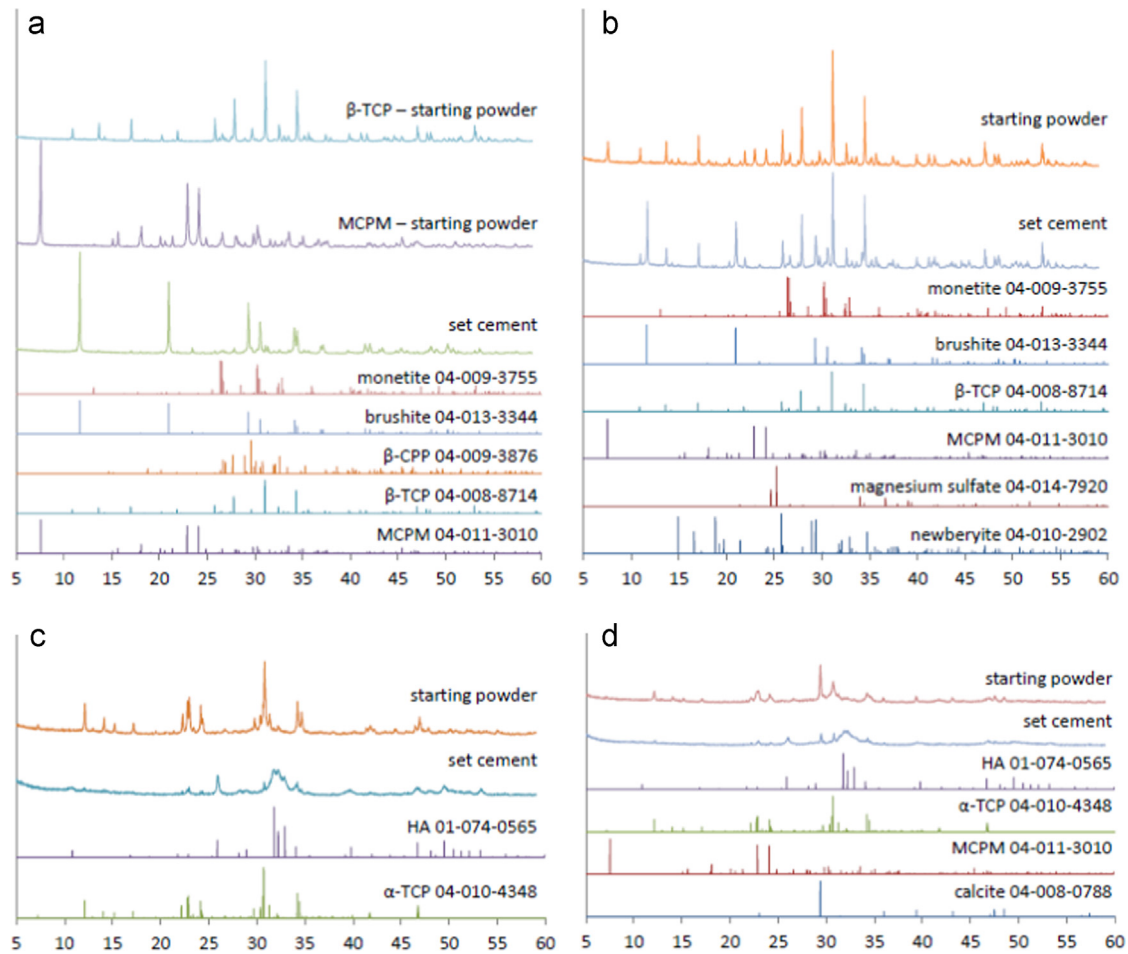 a
β-TCP – starting powder
MCPM – starting powder
set cement
monetite 04-009-3755
brushite 04-013-3344
β-CPP 04-009-3876
β-TCP 04-008-8714
MCPM 04-011-3010
5 10 15 20 25 30 35 40 45 50 55 60
b
starting powder
set cement
monetite 04-009-3755
brushite 04-013-3344
β-TCP 04-008-8714
MCPM 04-011-3010
magnesium sulfate 04-014-7920
newberyite 04-010-2902
5 10 15 20 25 30 35 40 45 50 55 60
c
starting powder
set cement
HA 01-074-0565
α-TCP 04-010-4348
5 10 15 20 25 30 35 40 45 50 55 60
d
starting powder
set cement
HA 01-074-0565
α-TCP 04-010-4348
MCPM 04-011-3010
calcite 04-008-0788
5 10 15 20 25 30 35 40 45 50 55 60